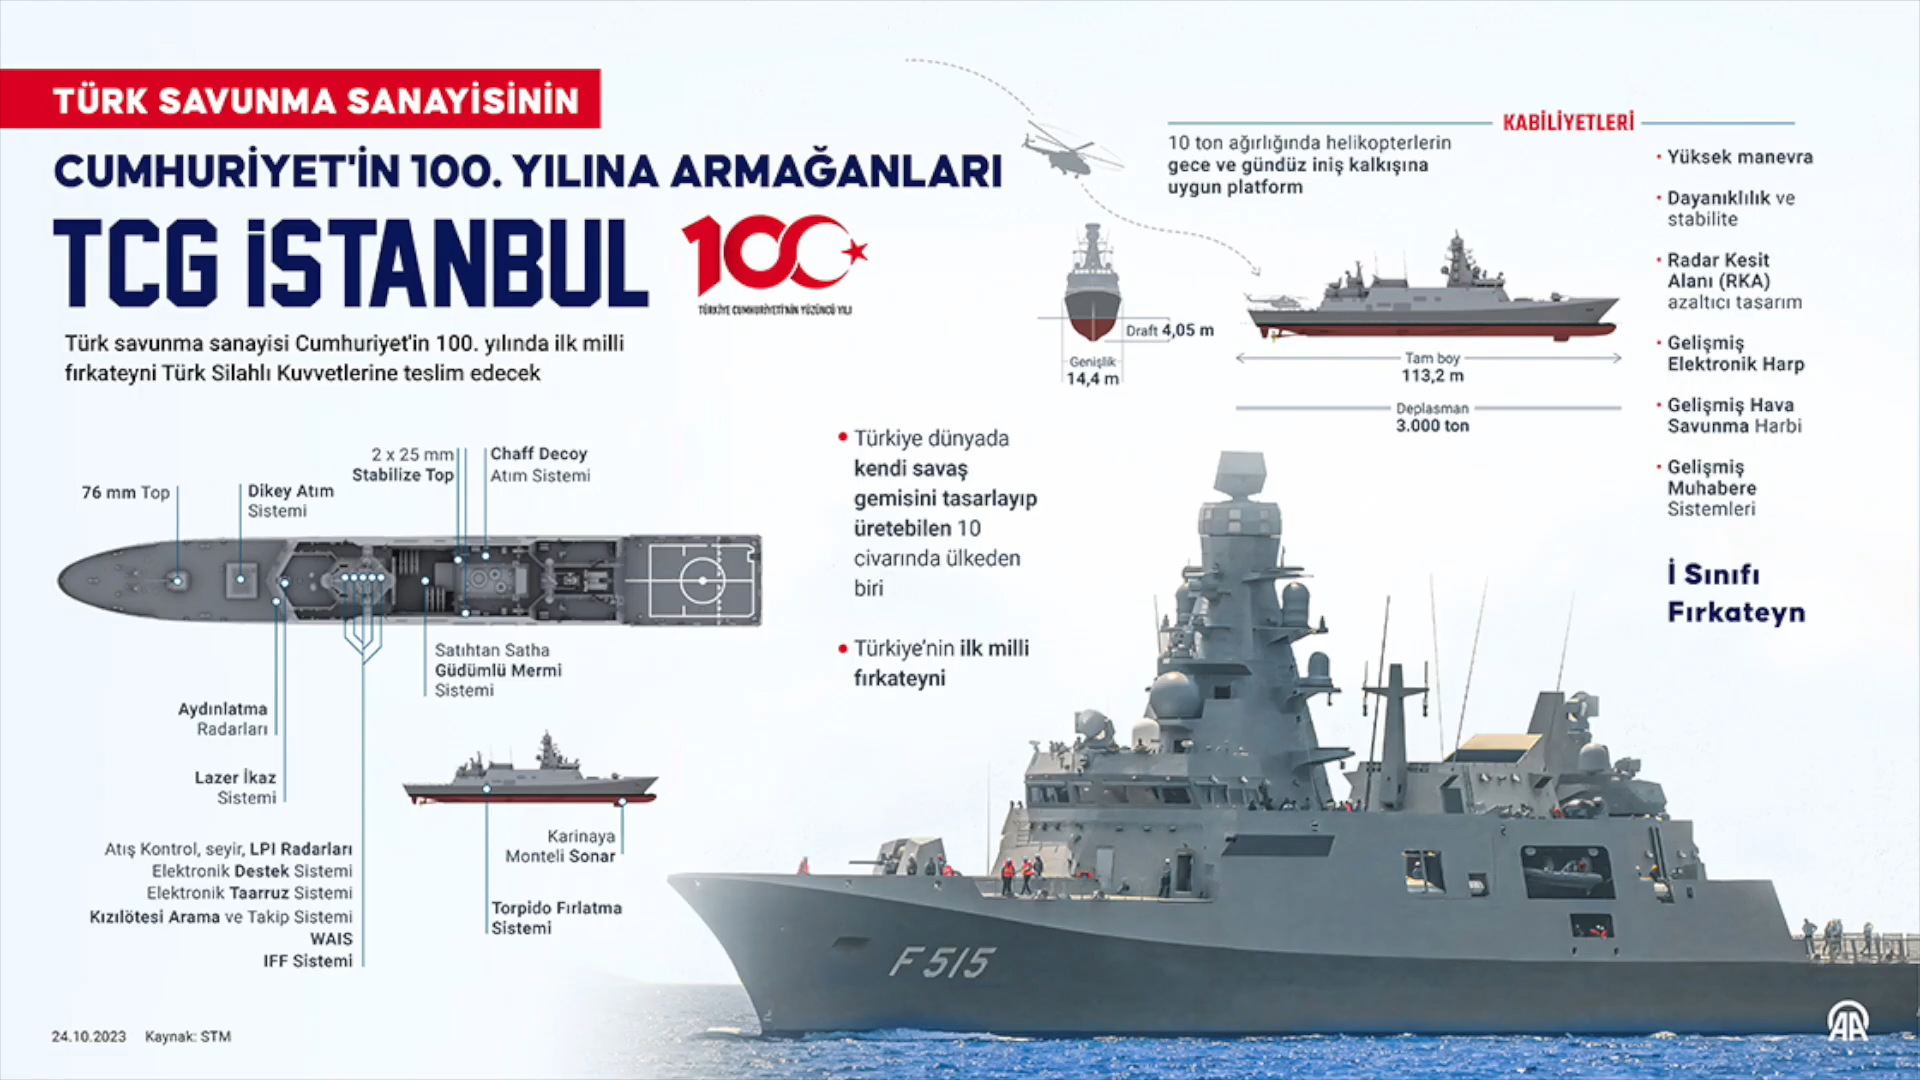 TÜRK SAVUNMA SANAYİSİNİN
CUMHURİYET'İN 100. YILINA ARMAĞANLARI
TCG İSTANBUL
100
TÜRKİYE CUMHURİYETİ'NİN YÜZÜNCÜ YILI
Türk savunma sanayisi Cumhuriyet'in 100. yılında ilk milli
fırkateyni Türk Silahlı Kuvvetlerine teslim edecek
KABİLİYETLERİ
10 ton ağırlığında helikopterlerin
gece ve gündüz iniş kalkışına
uygun platform
Draft 4,05 m
Genişlik
14,4 m
Tam boy
113,2 m
Deplasman
3.000 ton
• Yüksek manevra
• Dayanıklılık ve
stabilite
• Radar Kesit
Alanı (RKA)
azaltıcı tasarım
• Gelişmiş
Elektronik Harp
• Gelişmiş Hava
Savunma Harbi
• Gelişmiş
Muhabere
Sistemleri
İ Sınıfı
Fırkateyn
76 mm Top
Dikey Atım
Sistemi
2 x 25 mm
Stabilize Top
Chaff Decoy
Atım Sistemi
Satıhtan Satha
Güdümlü Mermi
Sistemi
Aydınlatma
Radarları
Lazer İkaz
Sistemi
Atış Kontrol, seyir, LPI Radarları
Elektronik Destek Sistemi
Elektronik Taarruz Sistemi
Kızılötesi Arama ve Takip Sistemi
WAIS
IFF Sistemi
Karinaya
Monteli Sonar
Torpido Fırlatma
Sistemi
• Türkiye dünyada
kendi savaş
gemisini tasarlayıp
üretebilen 10
civarında ülkeden
biri
• Türkiye'nin ilk milli
fırkateyni
F 515
24.10.2023 Kaynak: STM
AA